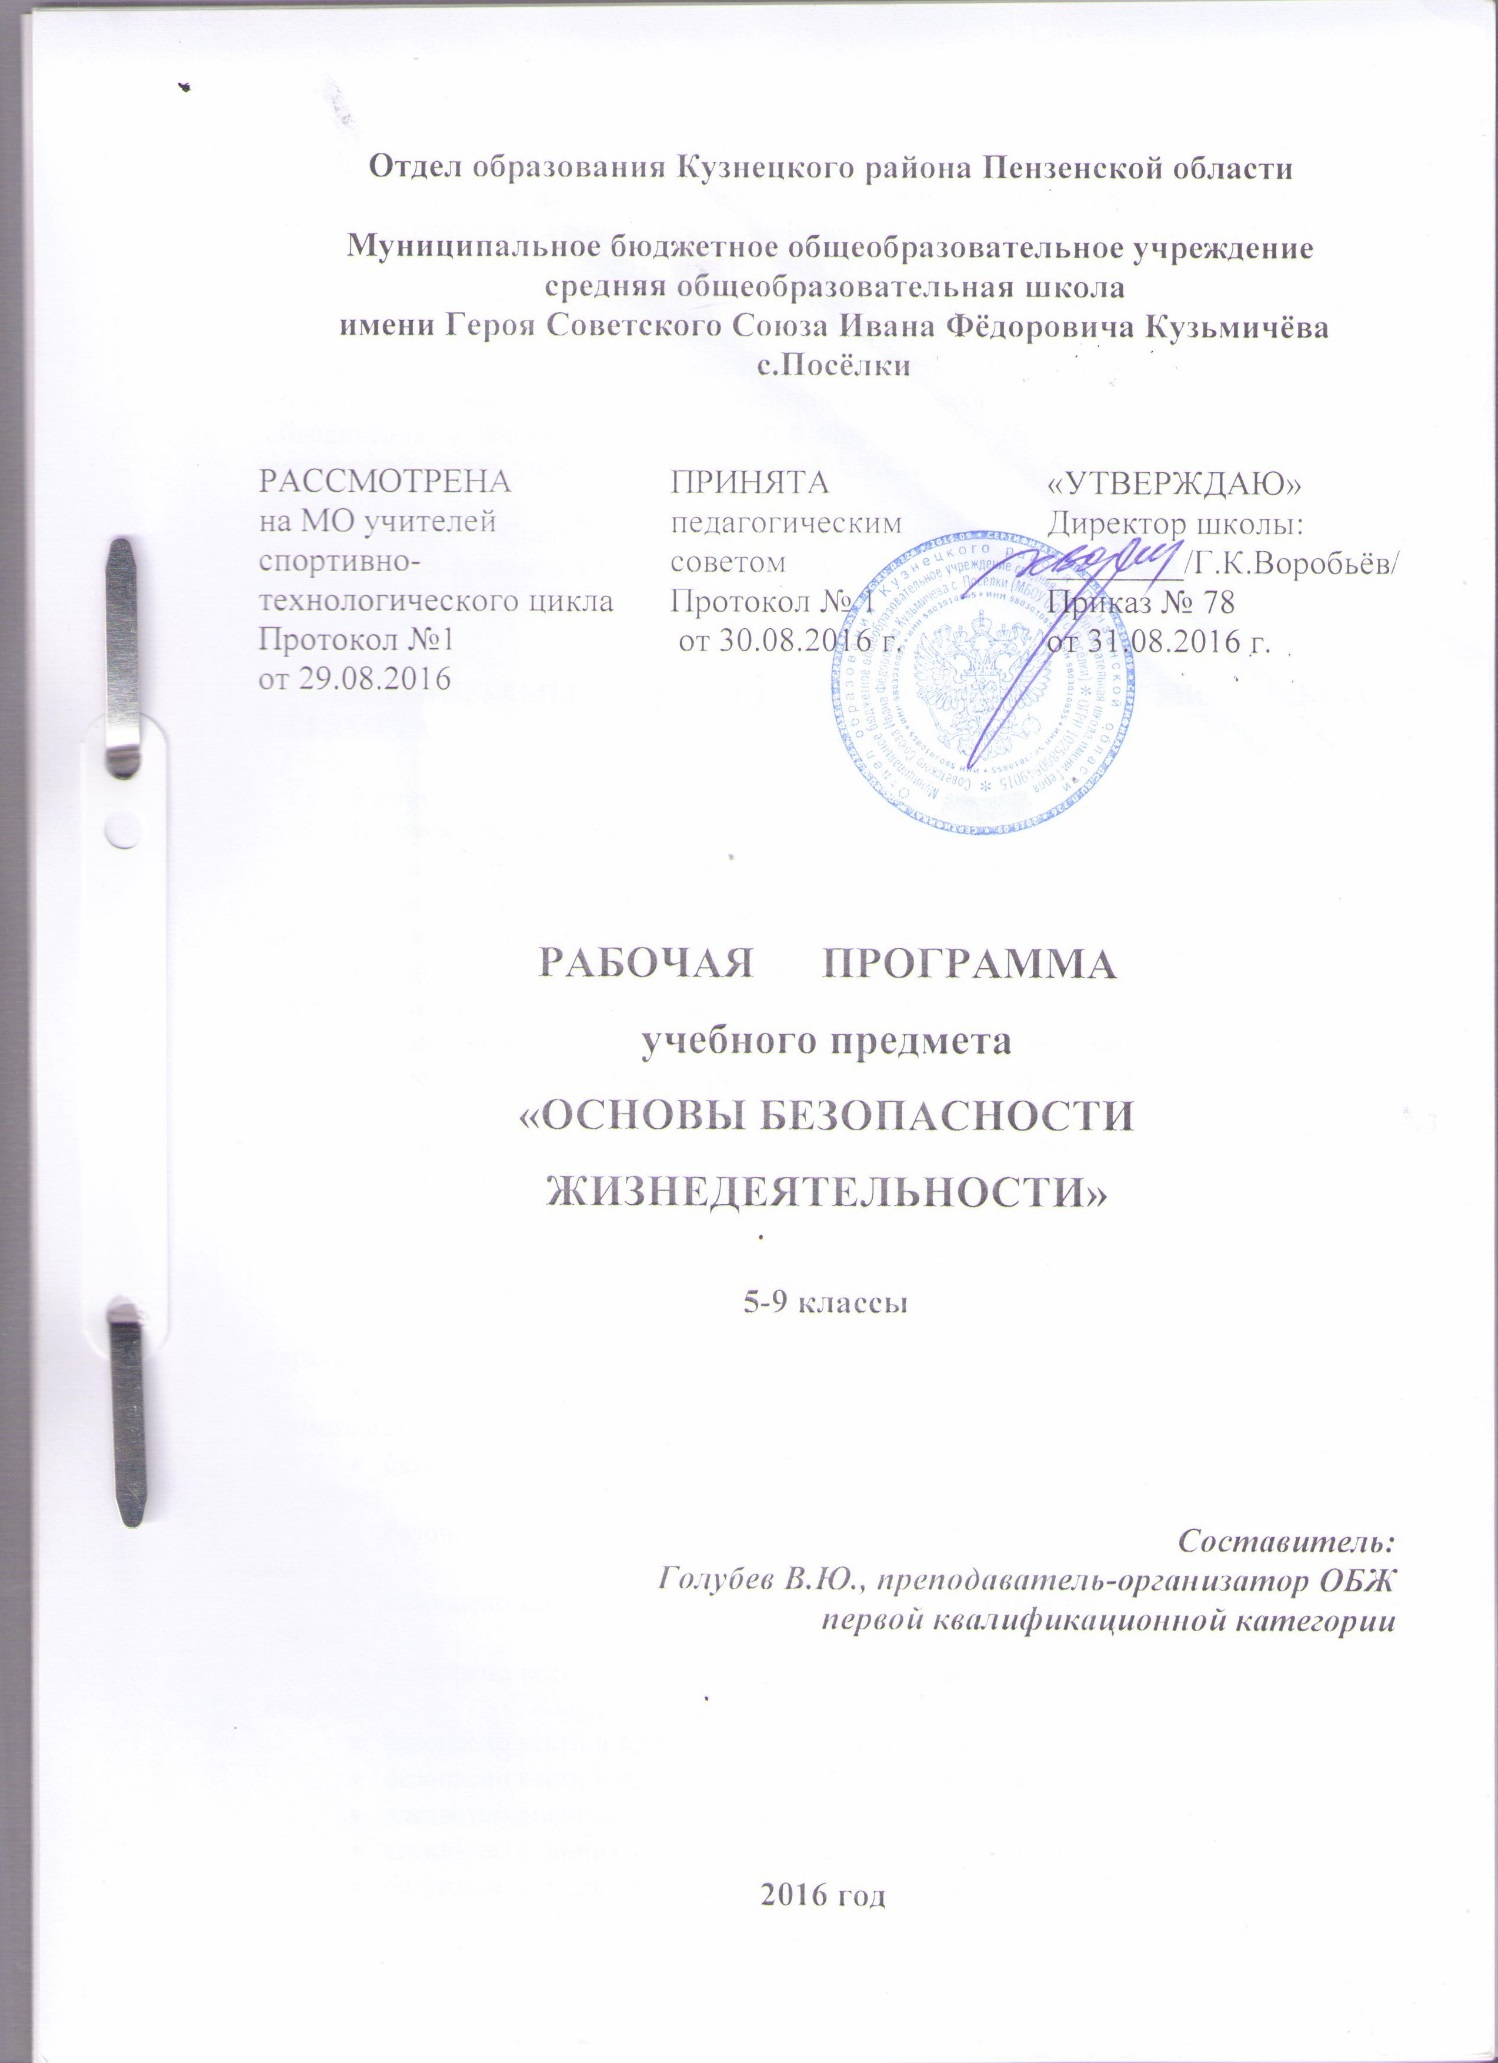 Отдел образования Кузнецкого района Пензенской области
Муниципальное бюджетное общеобразовательное учреждение
средняя общеобразовательная школа
имени Героя Советского Союза Ивана Фёдоровича Кузьмичёва
с.Посёлки
РАССМОТРЕНА
на МО учителей
спортивно-
технологического цикла
Протокол №1
от 29.08.2016
ПРИНЯТА
педагогическим
советом
Протокол № 1
от 30.08.2016 г.
«УТВЕРЖДАЮ»
Директор школы:
________/Г.К.Воробьёв/
Приказ № 78
от 31.08.2016 г.
РАБОЧАЯ ПРОГРАММА
учебного предмета
«ОСНОВЫ БЕЗОПАСНОСТИ
ЖИЗНЕДЕЯТЕЛЬНОСТИ»
5-9 классы
Составитель:
Голубев В.Ю., преподаватель-организатор ОБЖ
первой квалификационной категории
2016 год